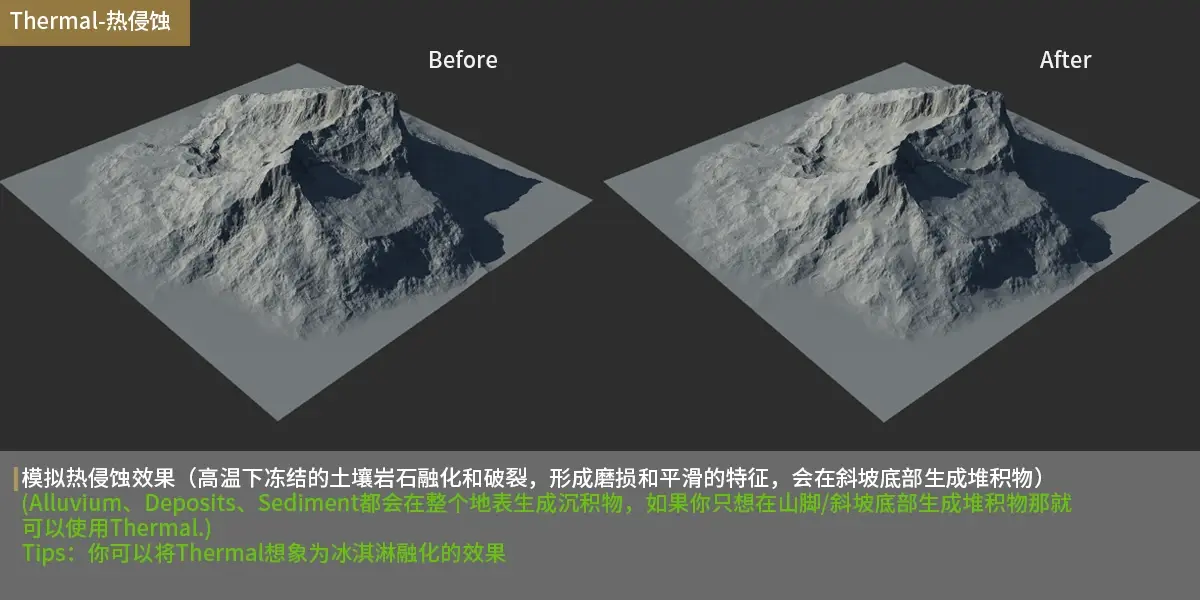 Thermal-热侵蚀
Before
After
模拟热侵蚀效果（高温下冻结的土壤岩石融化和破裂，形成磨损和平滑的特征，会在斜坡底部生成堆积物）
(Alluvium、Deposits、Sediment都会在整个地表生成沉积物，如果你只想在山脚/斜坡底部生成堆积物那就
可以使用Thermal.)
Tips：你可以将Thermal想象为冰淇淋融化的效果